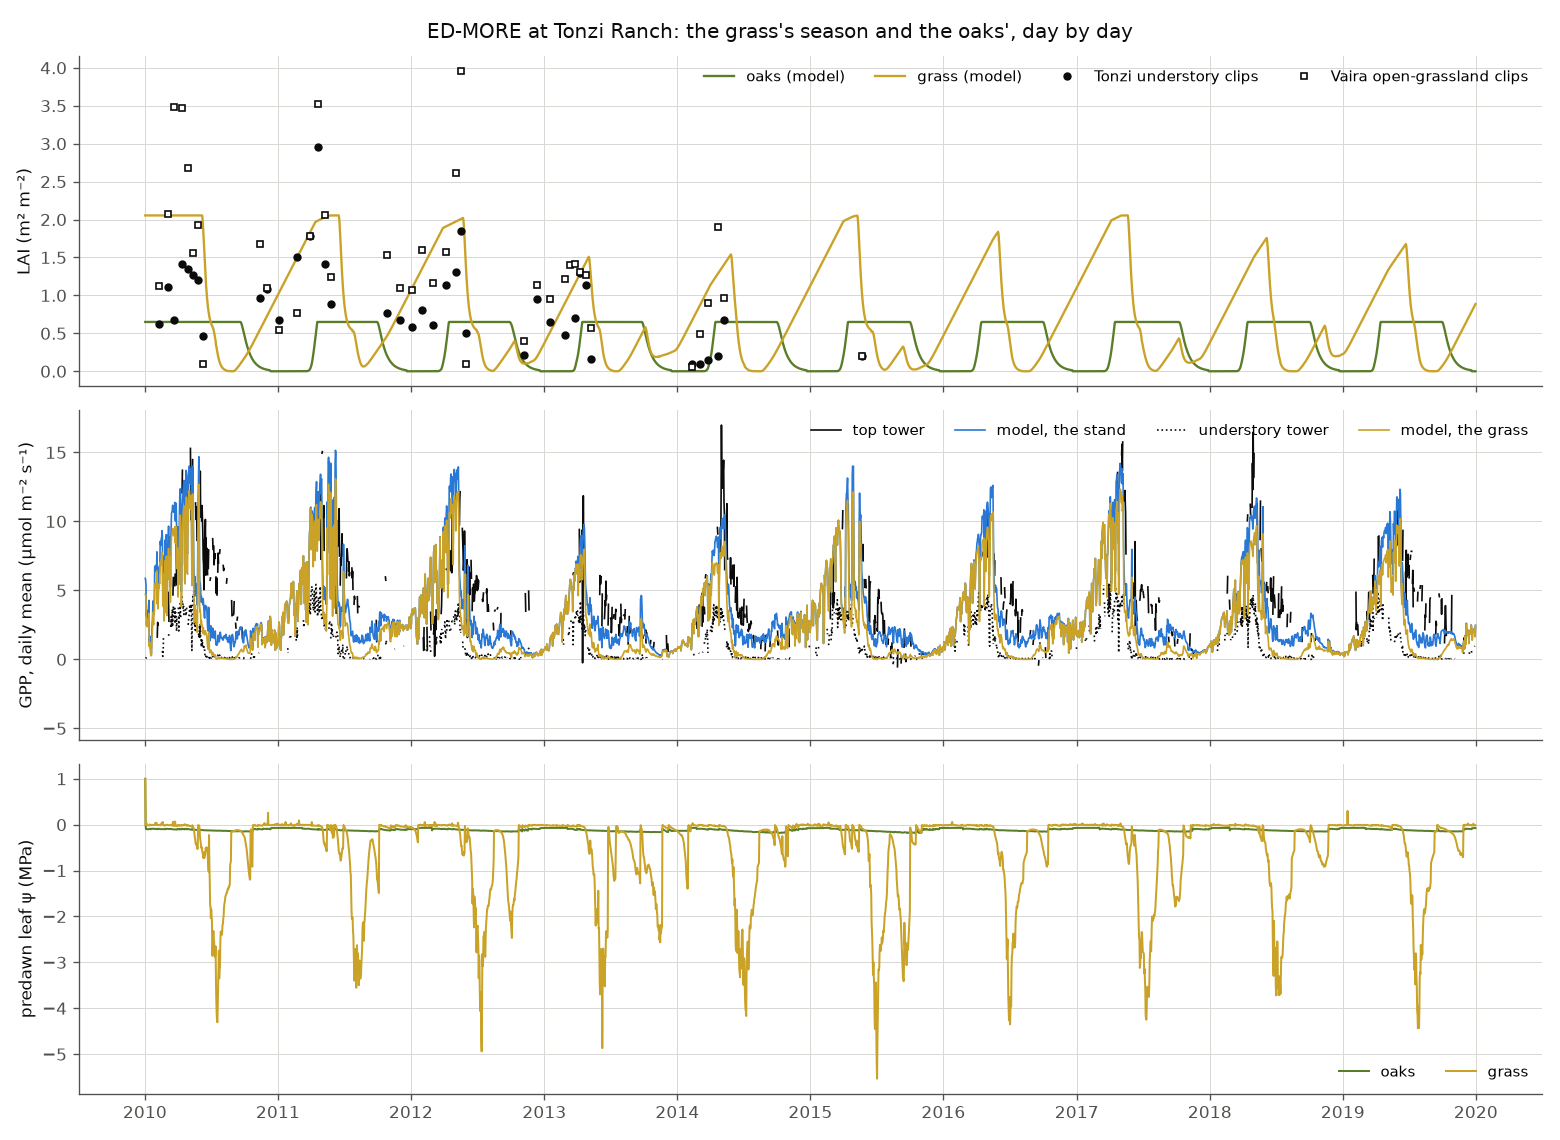 ED-MORE at Tonzi Ranch: the grass's season and the oaks', day by day
LAI (m² m⁻²)
4.0
3.5
3.0
2.5
2.0
1.5
1.0
0.5
0.0
oaks (model)
grass (model)
Tonzi understory clips
Vaira open-grassland clips
GPP, daily mean (μmol m⁻² s⁻¹)
15
10
5
0
−5
top tower
model, the stand
understory tower
model, the grass
predawn leaf ψ (MPa)
1
0
−1
−2
−3
−4
−5
oaks
grass
2010 2011 2012 2013 2014 2015 2016 2017 2018 2019 2020